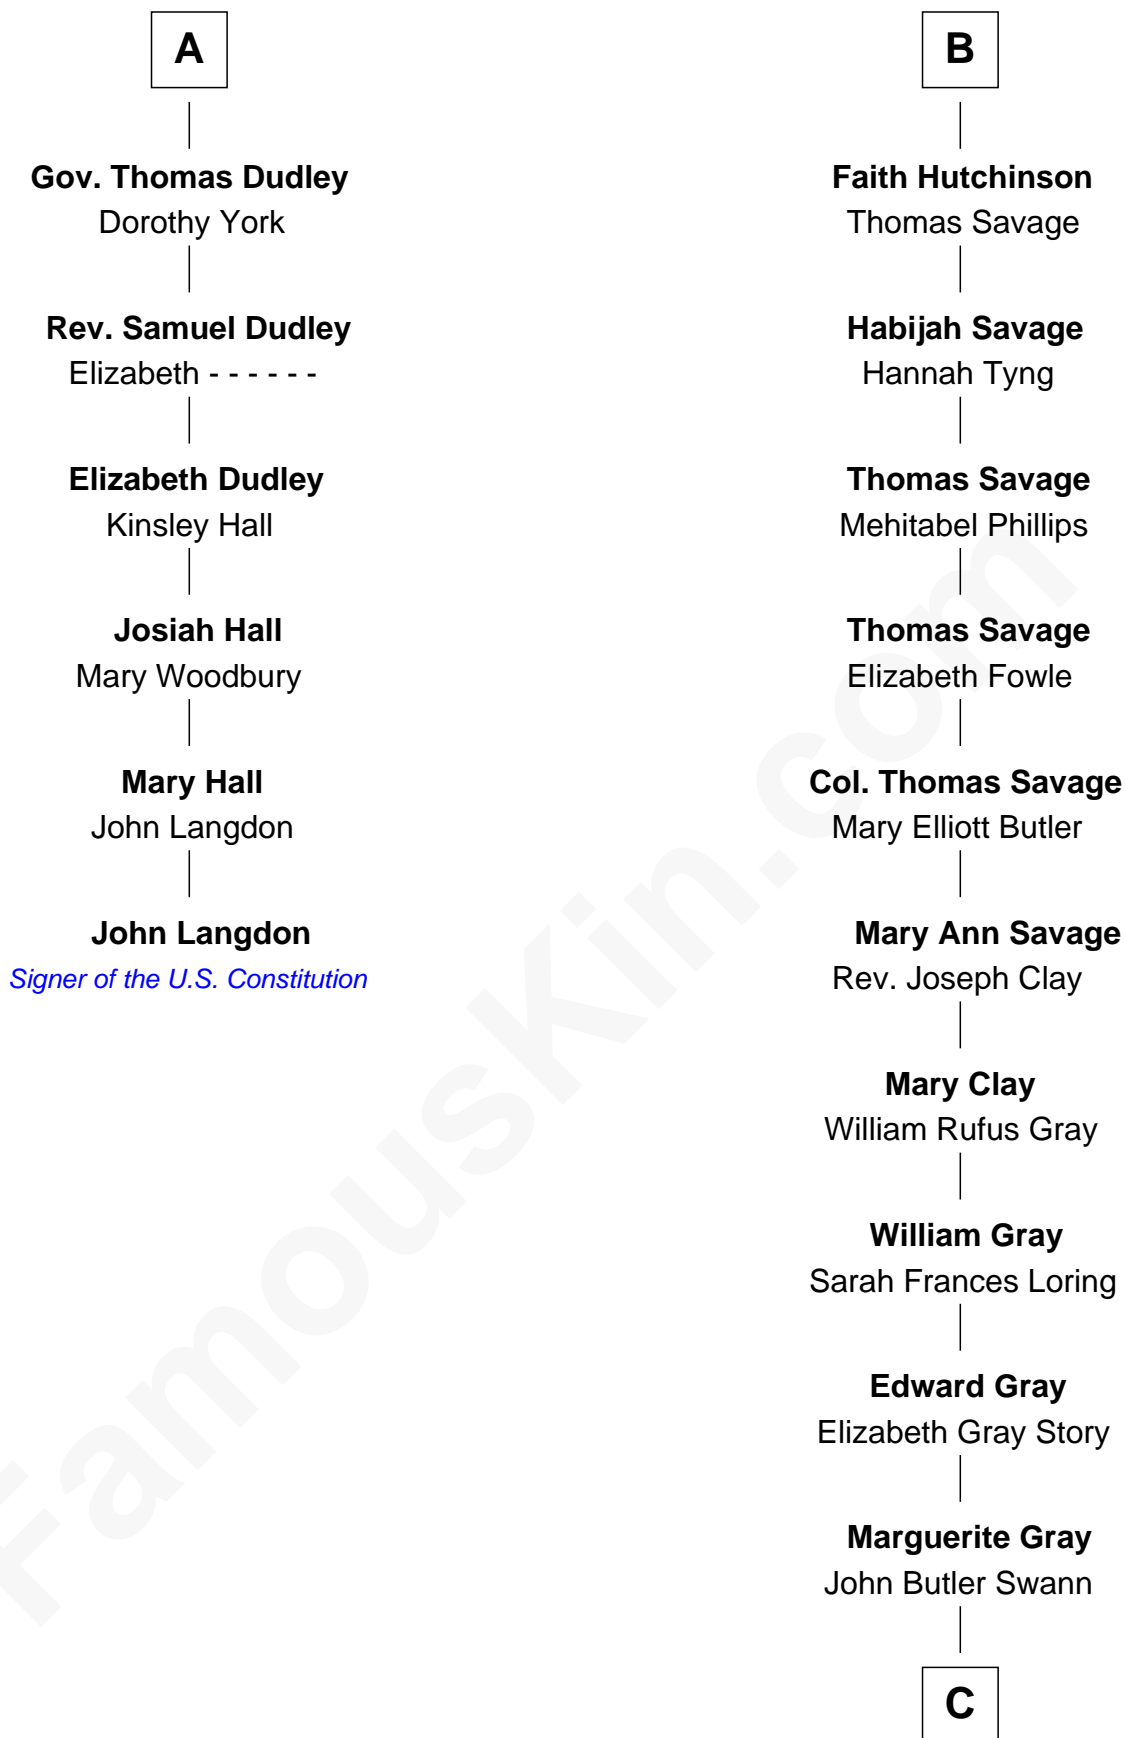 A
Gov. Thomas Dudley
Dorothy York
Rev. Samuel Dudley
Elizabeth - - - - - -
Elizabeth Dudley
Kinsley Hall
Josiah Hall
Mary Woodbury
Mary Hall
John Langdon
John Langdon
Signer of the U.S. Constitution
B
Faith Hutchinson
Thomas Savage
Habijah Savage
Hannah Tyng
Thomas Savage
Mehitabel Phillips
Thomas Savage
Elizabeth Fowle
Col. Thomas Savage
Mary Elliott Butler
Mary Ann Savage
Rev. Joseph Clay
Mary Clay
William Rufus Gray
William Gray
Sarah Frances Loring
Edward Gray
Elizabeth Gray Story
Marguerite Gray
John Butler Swann
C
FamousKin.com